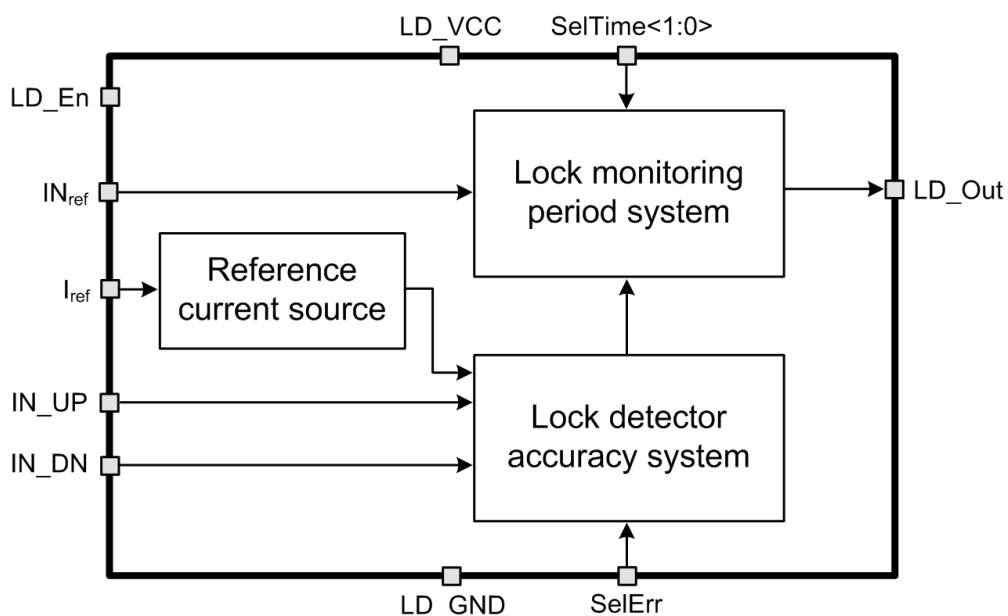 LD_VCC
SelTime<1:0>
LD_En
INref
Lock monitoring
period system
LD_Out
Iref
Reference
current source
IN_UP
IN_DN
Lock detector
accuracy system
LD_GND
SelErr